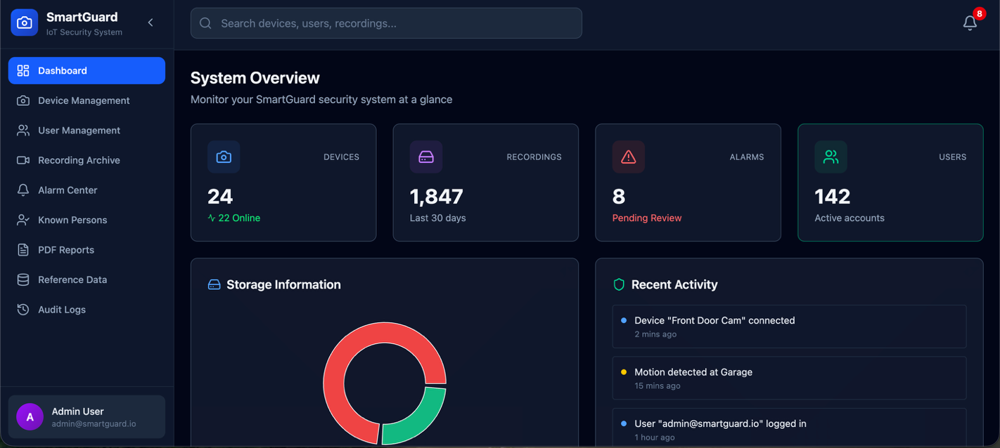 SmartGuard
IoT Security System
Search devices, users, recordings...
8
Dashboard
Device Management
User Management
Recording Archive
Alarm Center
Known Persons
PDF Reports
Reference Data
Audit Logs
A
Admin User
admin@smartguard.io
System Overview
Monitor your SmartGuard security system at a glance
DEVICES
24
22 Online
RECORDINGS
1,847
Last 30 days
ALARMS
8
Pending Review
USERS
142
Active accounts
Storage Information
Recent Activity
Device "Front Door Cam" connected
2 mins ago
Motion detected at Garage
15 mins ago
User "admin@smartguard.io" logged in
1 hour ago